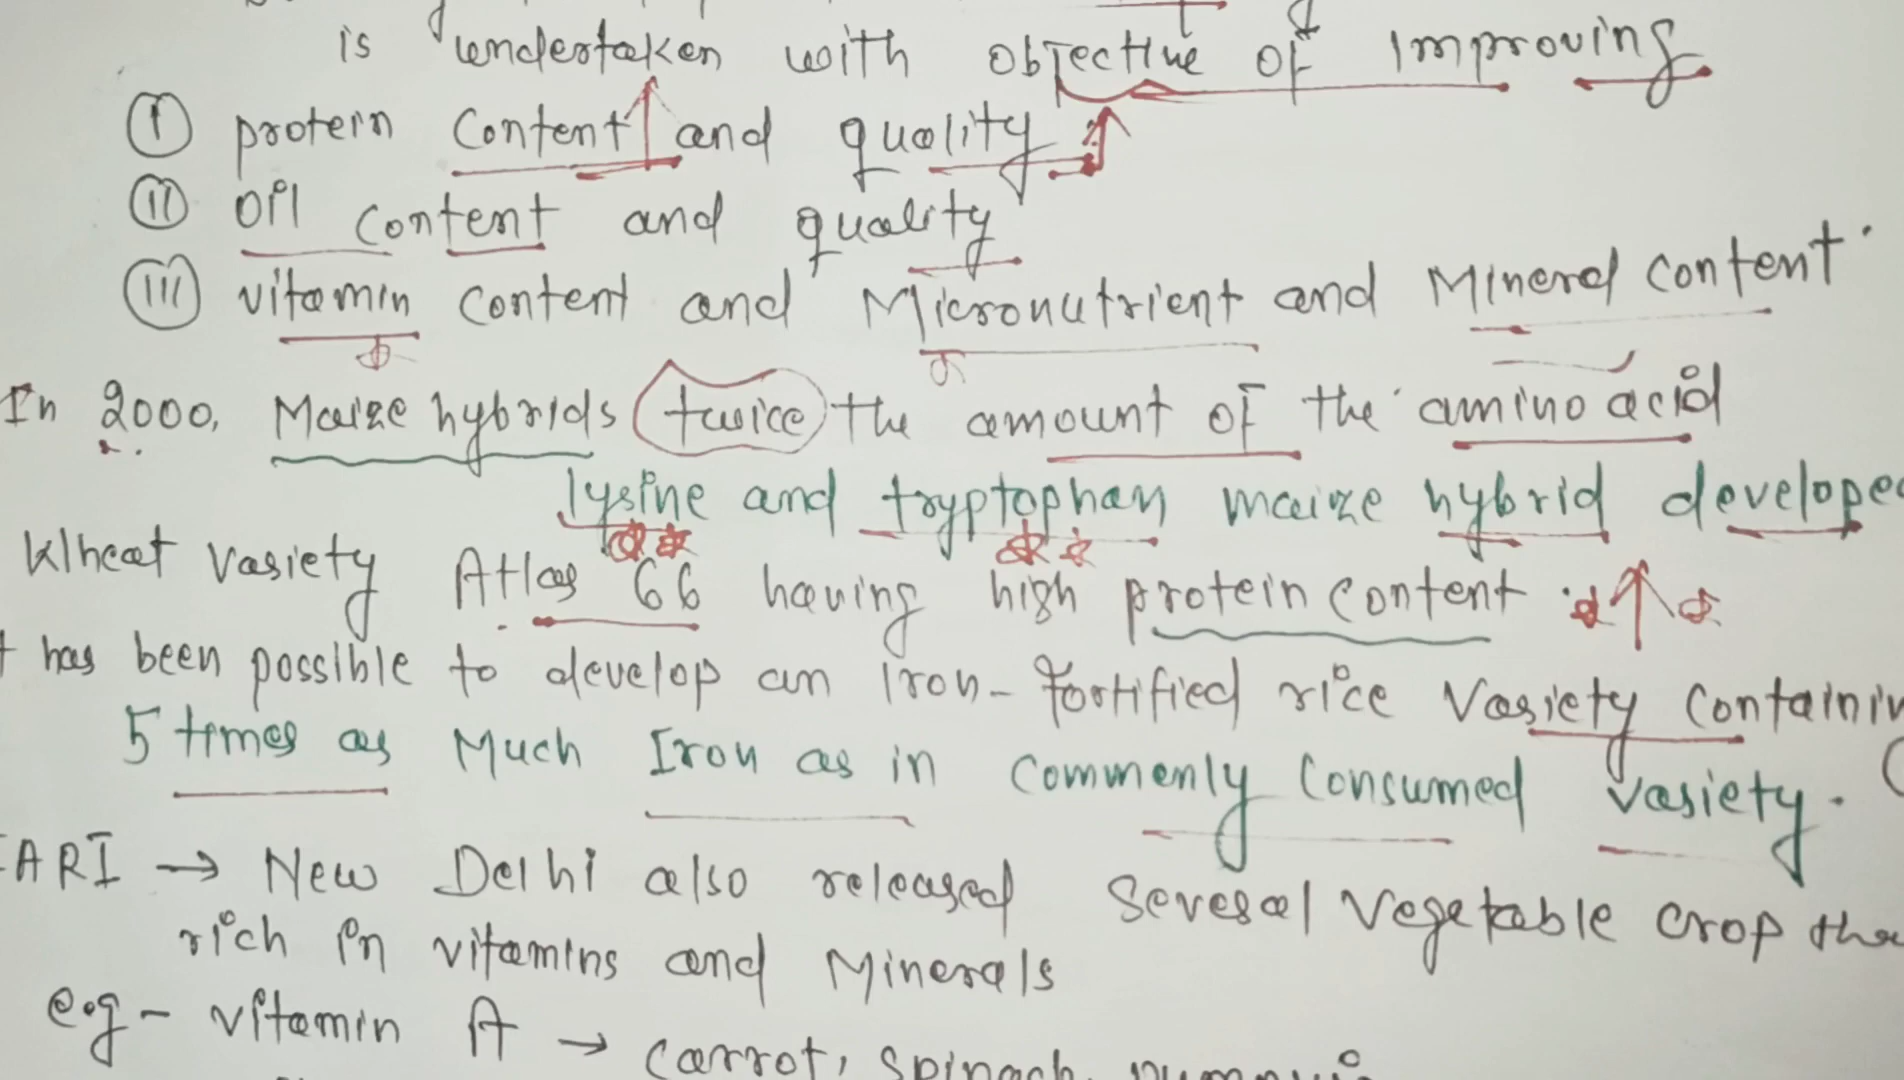 is undertaken with objective of improving
(I) protein content and quality
(II) oil content and quality
(III) vitamin content and Micronutrient and Mineral content.
In 2000, Maize hybrids twice the amount of the amino acid
lysine and tryptophan maize hybrid develope
Wheat variety Atlas 66 having high protein content
t has been possible to develop an iron-fortified rice variety containin
5 times as Much Iron as in commenly consumed variety.
IARI → New Delhi also released several vegetable crop tha
rich in vitamins and Minerals
e.g - vitamin A → carrot, spinach,